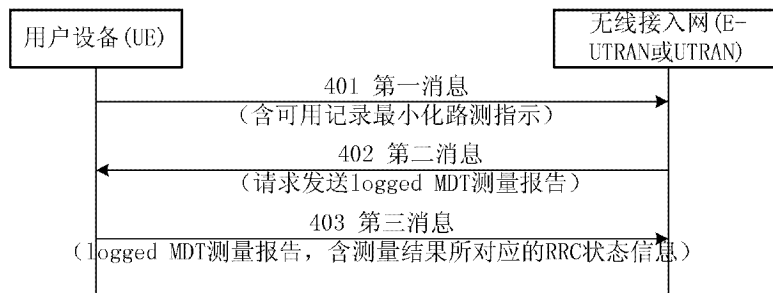 用户设备(UE)
无线接入网(E-
UTRAN或UTRAN)
401 第一消息
（含可用记录最小化路测指示）
402 第二消息
（请求发送logged MDT测量报告）
403 第三消息
（logged MDT测量报告，含测量结果所对应的RRC状态信息）